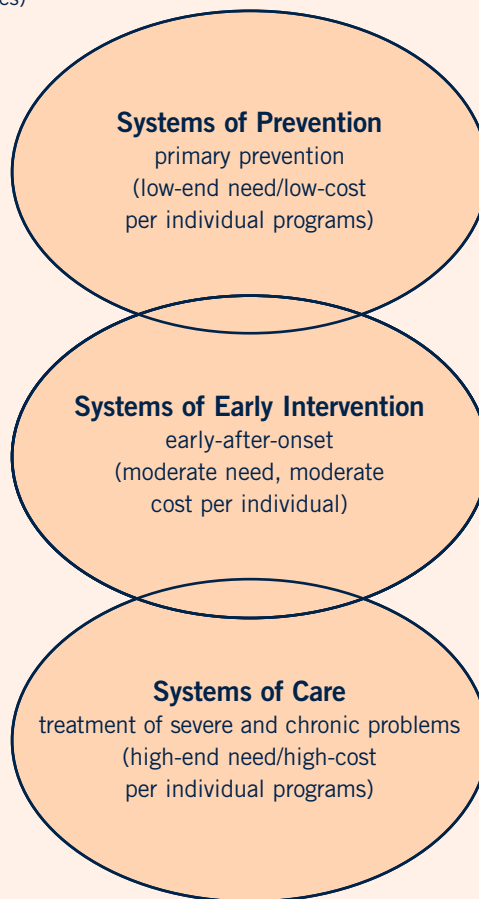 Systems of Prevention
primary prevention
(low-end need/low-cost
per individual programs)
Systems of Early Intervention
early-after-onset
(moderate need, moderate
cost per individual)
Systems of Care
treatment of severe and chronic problems
(high-end need/high-cost
per individual programs)